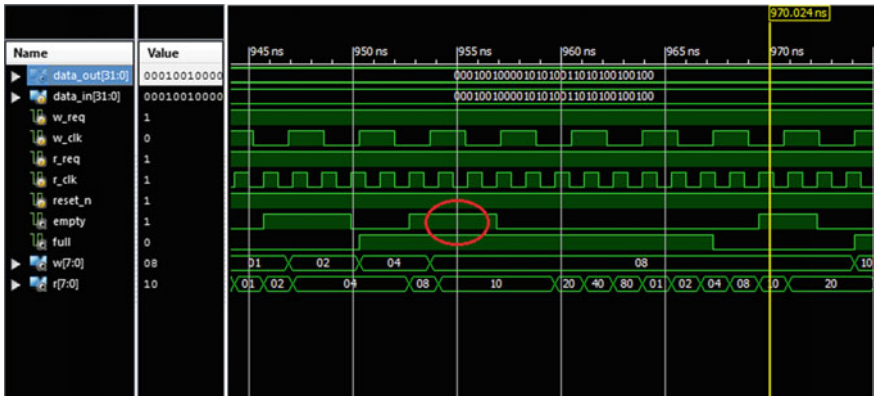 970.024 ns
Name Value 945 ns 950 ns 955 ns 960 ns 965 ns 970 ns
data_out[31:0] 00010010000 00010010000101010011010100100100
data_in[31:0] 00010010000 00010010000101010011010100100100
w_req 1
w_clk 0
r_req 1
r_clk 1
reset_n 1
empty 1
full 0
w[7:0] 08 01 02 04 08 10
r[7:0] 10 01 02 04 08 10 20 40 80 01 02 04 08 10 20